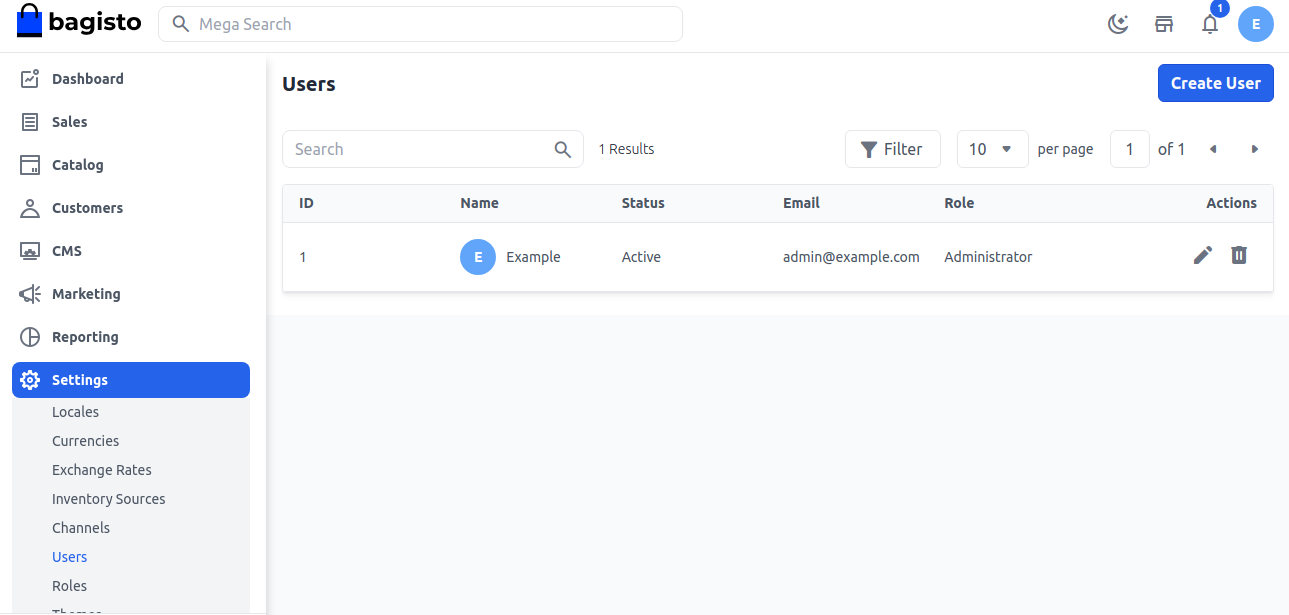 bagisto
Mega Search
1
E
Dashboard
Sales
Catalog
Customers
CMS
Marketing
Reporting
Settings
Locales
Currencies
Exchange Rates
Inventory Sources
Channels
Users
Roles
Themes
Users
Create User
Search
1 Results
Filter
10
per page
1
of 1
ID Name Status Email Role Actions
1 E Example Active admin@example.com Administrator